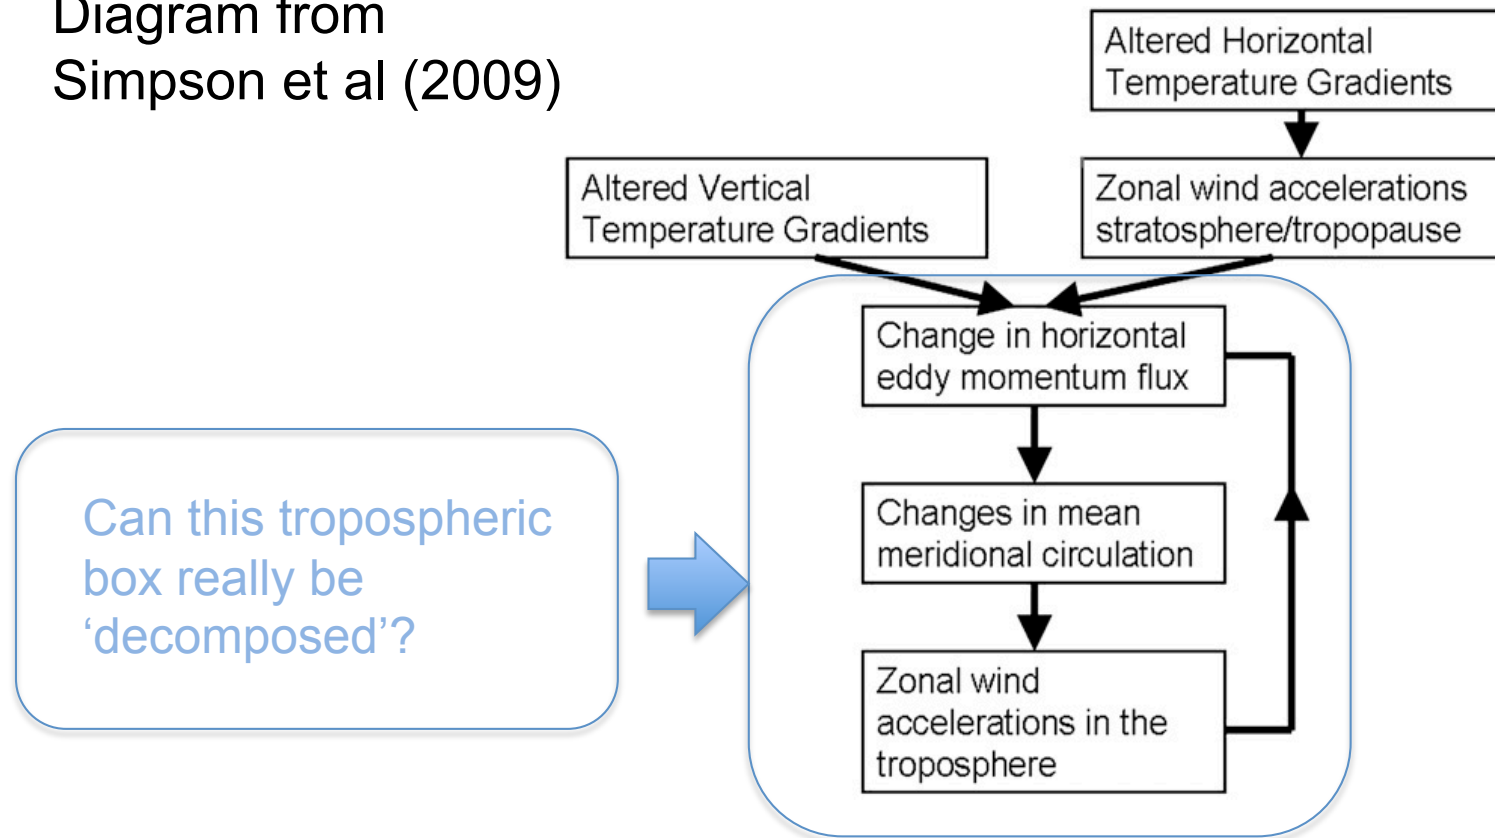 Diagram from
Simpson et al (2009)
Altered Horizontal
Temperature Gradients
Altered Vertical
Temperature Gradients
Zonal wind accelerations
stratosphere/tropopause
Change in horizontal
eddy momentum flux
Can this tropospheric
box really be
‘decomposed’?
Changes in mean
meridional circulation
Zonal wind
accelerations in the
troposphere